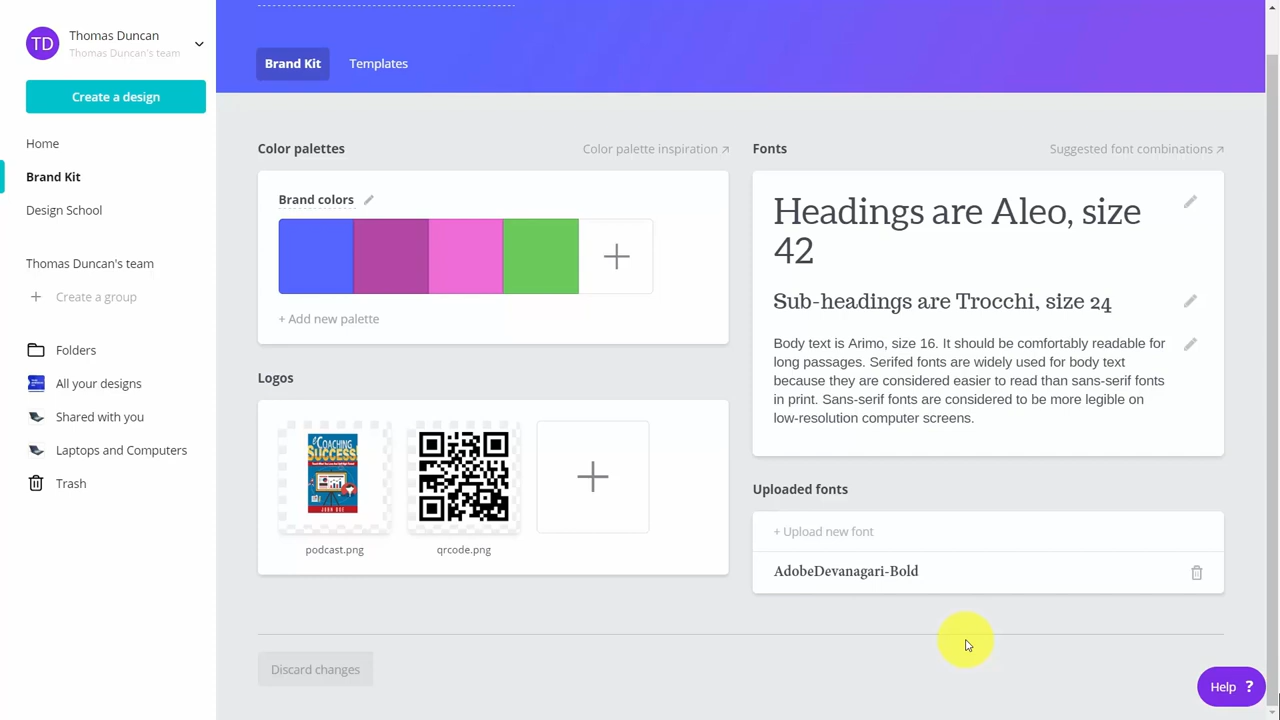 TD
Thomas Duncan
Thomas Duncan's team
Create a design
Home
Brand Kit
Design School
Thomas Duncan's team
Create a group
Folders
All your designs
Shared with you
Laptops and Computers
Trash
Brand Kit
Templates
Color palettes
Color palette inspiration ↗
Brand colors
+ Add new palette
Logos
eCOACHING
SUCCESS!
JOHN DOE
podcast.png
qrcode.png
Fonts
Suggested font combinations ↗
Headings are Aleo, size
42
Sub-headings are Trocchi, size 24
Body text is Arimo, size 16. It should be comfortably readable for
long passages. Serifed fonts are widely used for body text
because they are considered easier to read than sans-serif fonts
in print. Sans-serif fonts are considered to be more legible on
low-resolution computer screens.
Uploaded fonts
+ Upload new font
AdobeDevanagari-Bold
Discard changes
Help ?